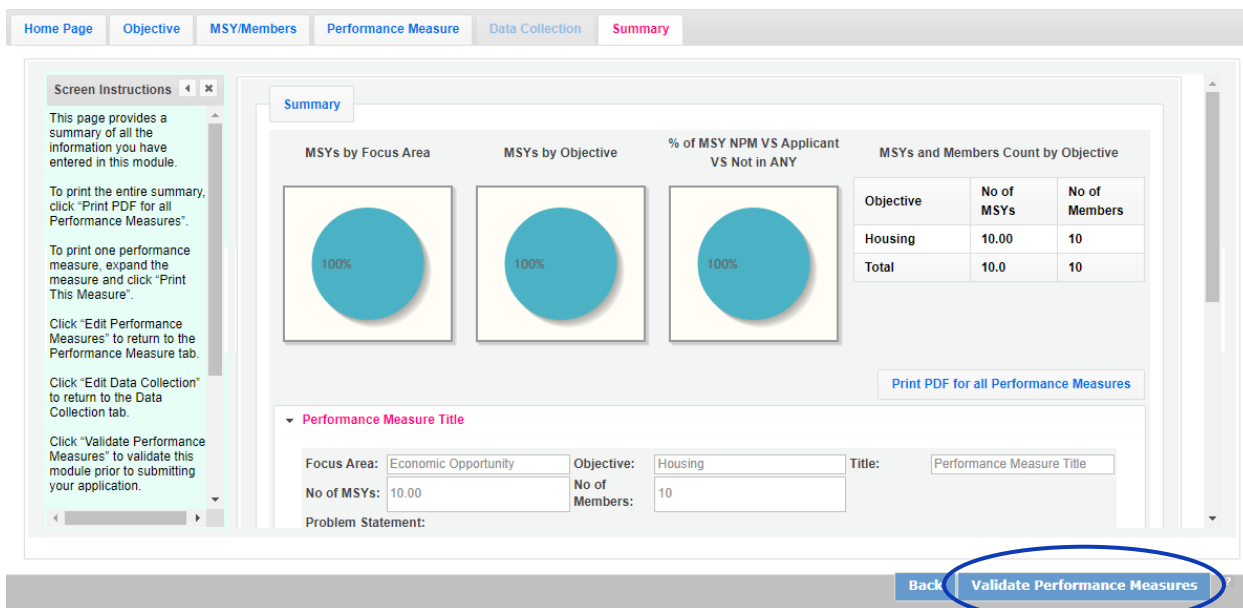 Home Page Objective MSY/Members Performance Measure Data Collection Summary
Screen Instructions
This page provides a
summary of all the
information you have
entered in this module.
To print the entire summary,
click “Print PDF for all
Performance Measures”.
To print one performance
measure, expand the
measure and click “Print
This Measure”.
Click “Edit Performance
Measures” to return to the
Performance Measure tab.
Click “Edit Data Collection”
to return to the Data
Collection tab.
Click “Validate Performance
Measures” to validate this
module prior to submitting
your application.
Summary
MSYs by Focus Area
100%
MSYs by Objective
100%
% of MSY NPM VS Applicant
VS Not in ANY
100%
MSYs and Members Count by Objective
Objective No of MSYs No of Members
Housing 10.00 10
Total 10.0 10
Print PDF for all Performance Measures
Performance Measure Title
Focus Area: Economic Opportunity Objective: Housing Title: Performance Measure Title
No of MSYs: 10.00 No of Members: 10
Problem Statement:
Back Validate Performance Measures